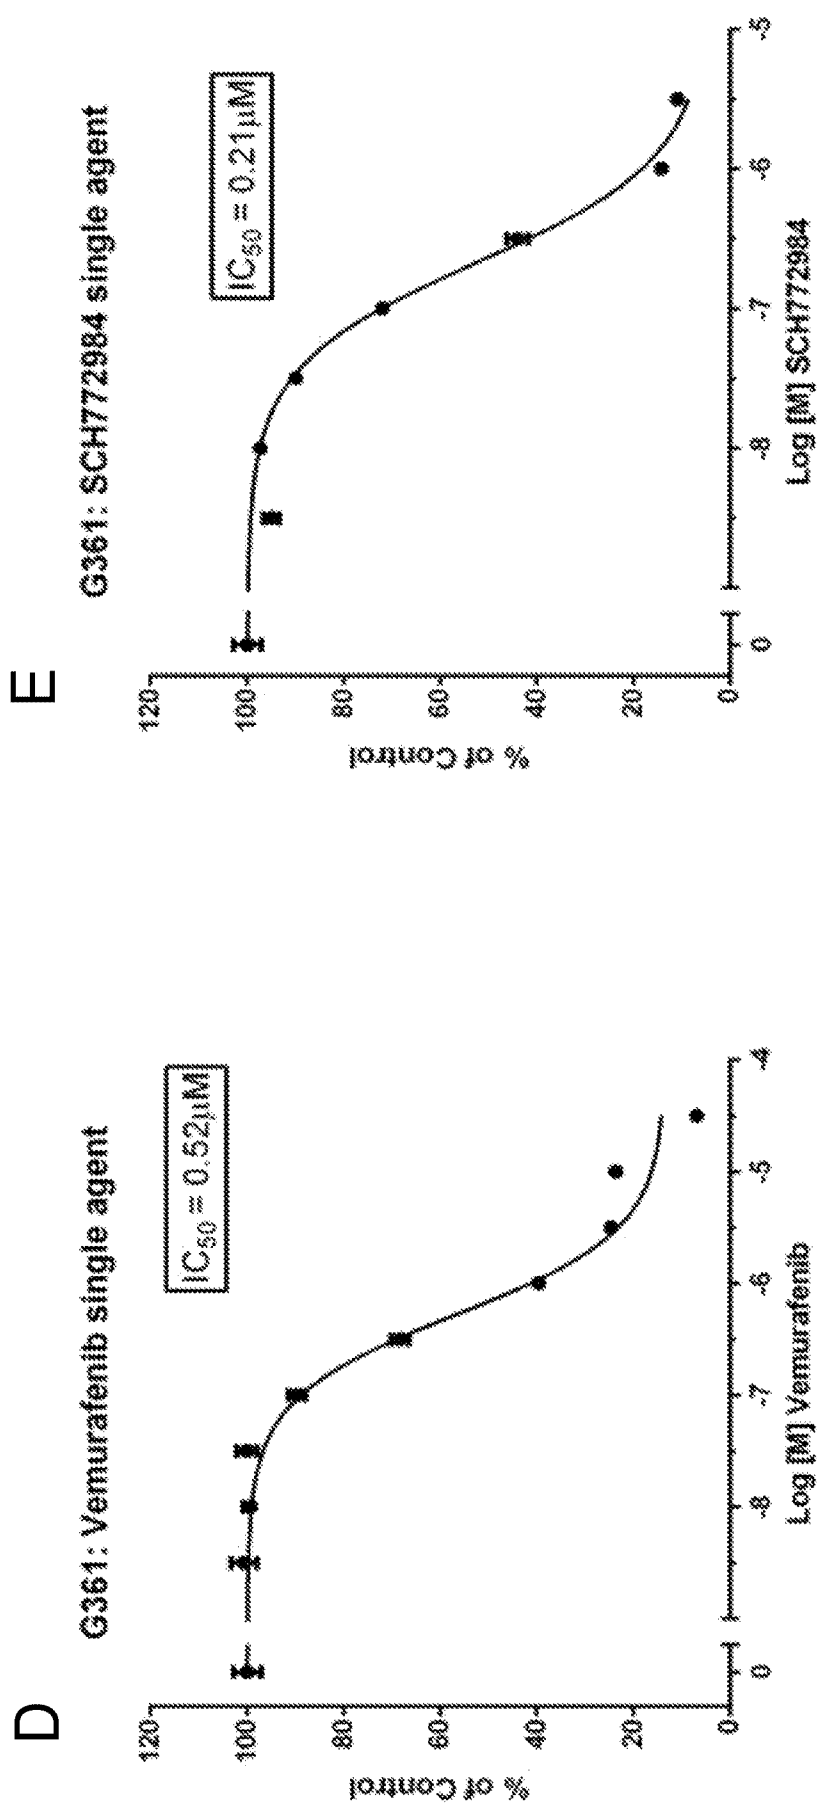 D
G361: Vemurafenib single agent
IC50 = 0.52μM
120
100
80
60
40
20
0
% of Control
0
-8
-7
-6
-5
-4
Log [M] Vemurafenib
E
G361: SCH772984 single agent
IC50 = 0.21μM
120
100
80
60
40
20
0
% of Control
0
-8
-7
-6
-5
Log [M] SCH772984